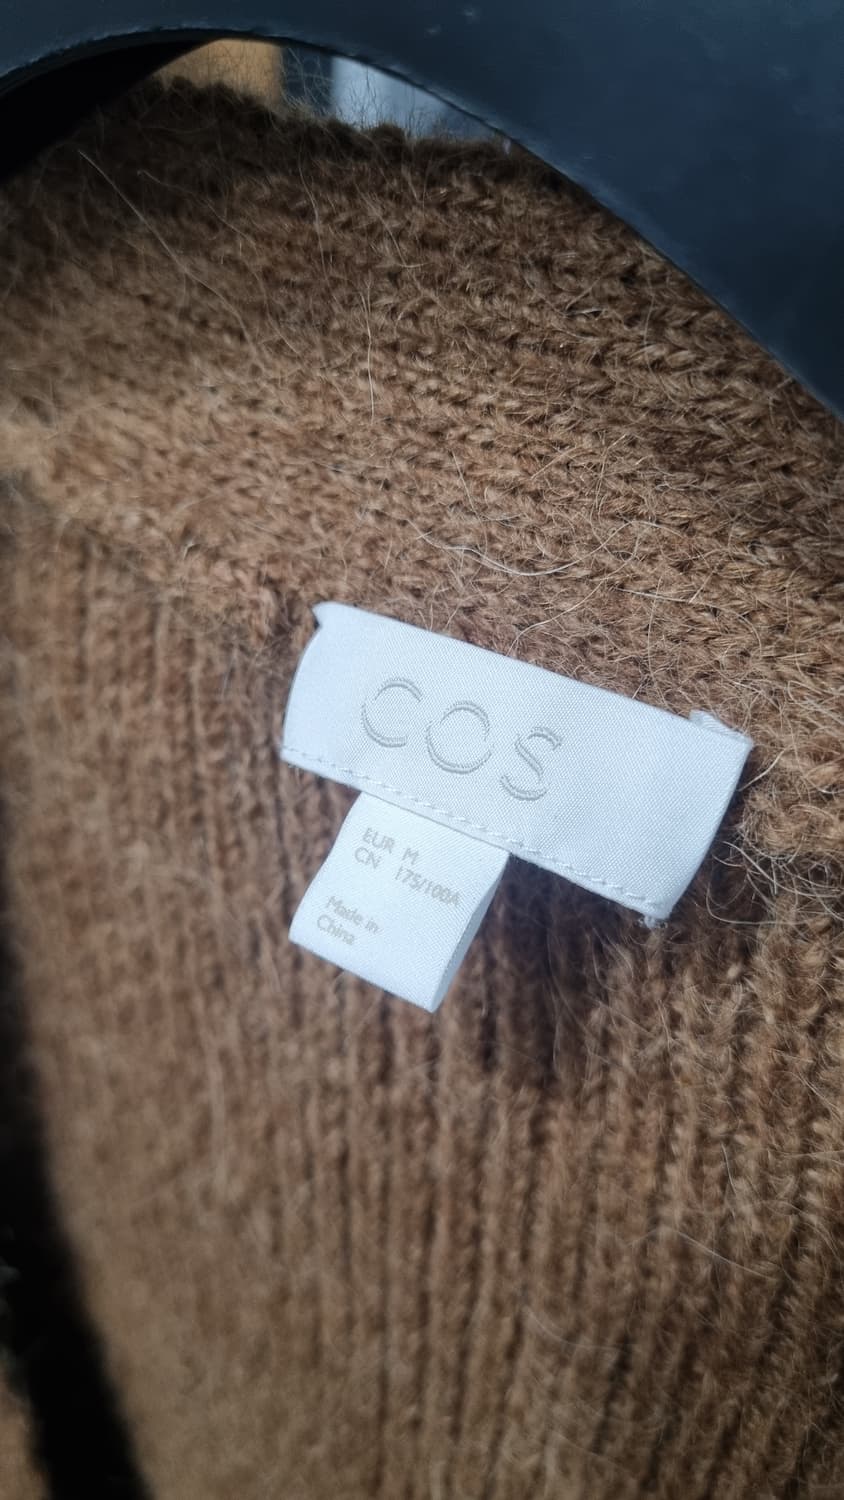 COS
EUR M
CN 175/100A
Made in
China